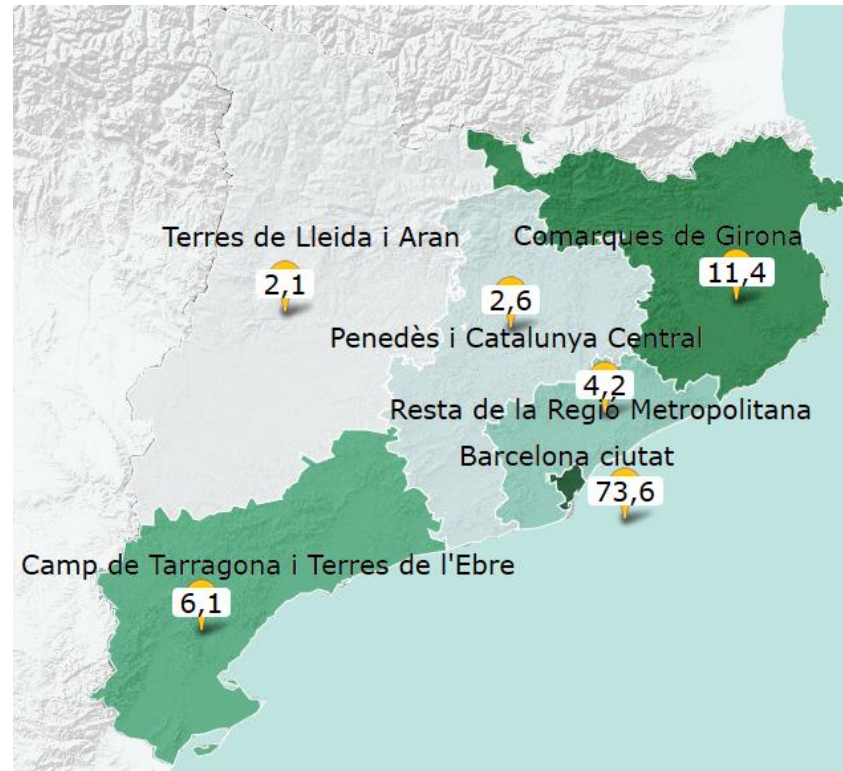 Terres de Lleida i Aran
2,1
Comarques de Girona
11,4
2,6
Penedès i Catalunya Central
4,2
Resta de la Regió Metropolitana
Barcelona ciutat
73,6
Camp de Tarragona i Terres de l'Ebre
6,1